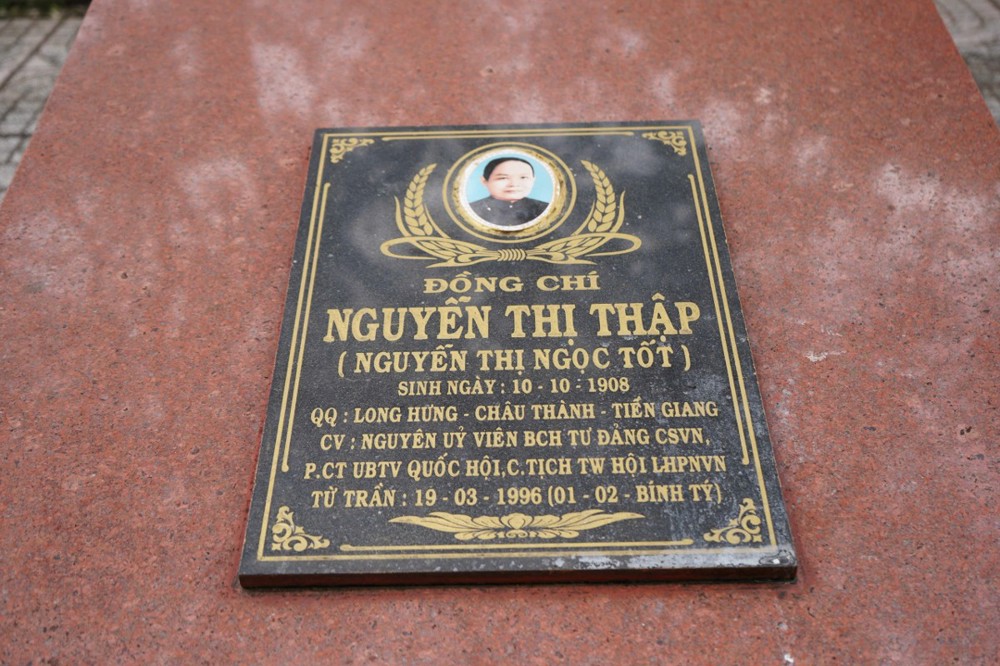 ĐỒNG CHÍ
NGUYỄN THỊ THẬP
( NGUYỄN THỊ NGỌC TỐT )
SINH NGÀY : 10 - 10 - 1908
QQ : LONG HƯNG - CHÂU THÀNH - TIỀN GIANG
CV : NGUYÊN UỶ VIÊN BCH TƯ ĐẢNG CSVN,
P.CT UBTV QUỐC HỘI,C.TỊCH TW HỘI LHPNVN
TỪ TRẦN : 19 - 03 - 1996 (01 - 02 - BÍNH TÝ)